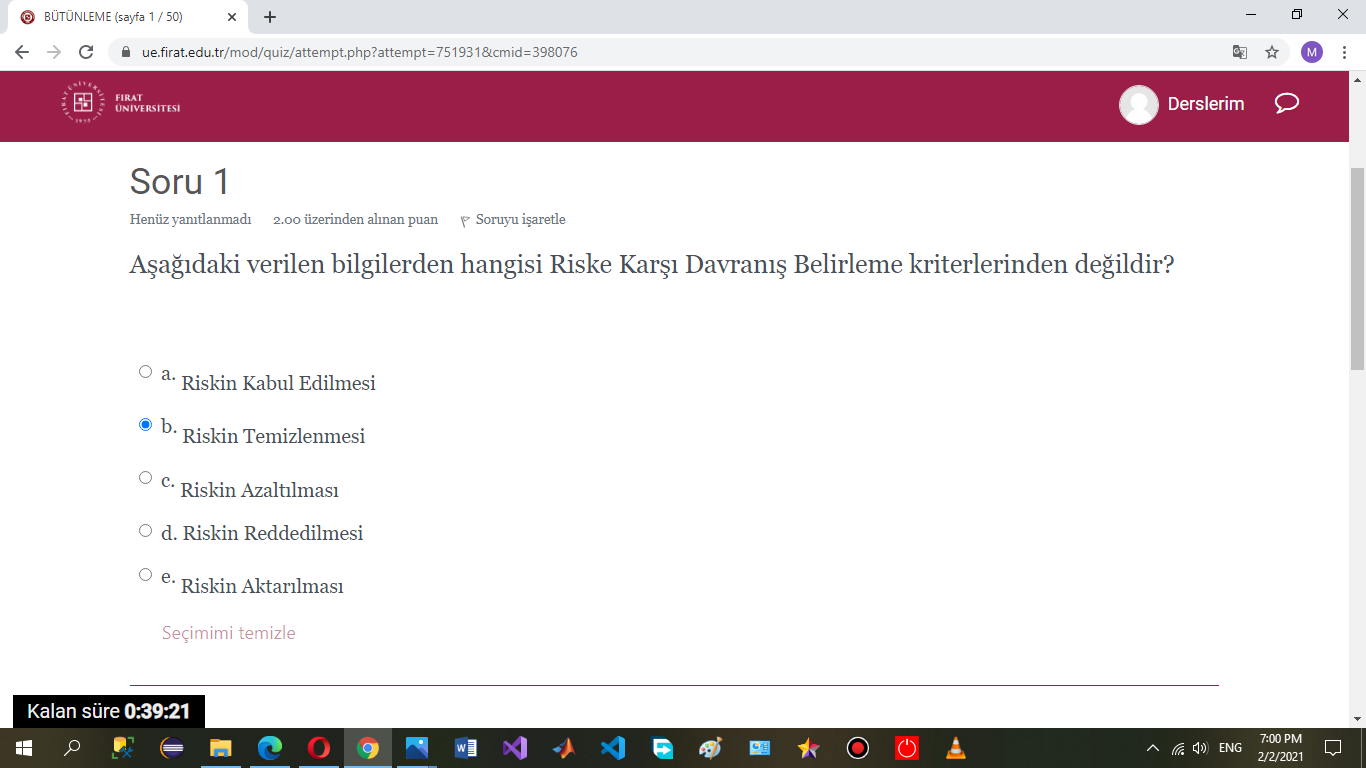 BÜTÜNLEME (sayfa 1 / 50)
ue.firat.edu.tr/mod/quiz/attempt.php?attempt=751931&cmid=398076
M
FIRAT
ÜNİVERSİTESİ
Derslerim
Soru 1
Henüz yanıtlanmadı 2.00 üzerinden alınan puan Soruyu işaretle
Aşağıdaki verilen bilgilerden hangisi Riske Karşı Davranış Belirleme kriterlerinden değildir?
a. Riskin Kabul Edilmesi
b. Riskin Temizlenmesi
c. Riskin Azaltılması
d. Riskin Reddedilmesi
e. Riskin Aktarılması
Seçimimi temizle
Kalan süre 0:39:21
ENG
7:00 PM
2/2/2021